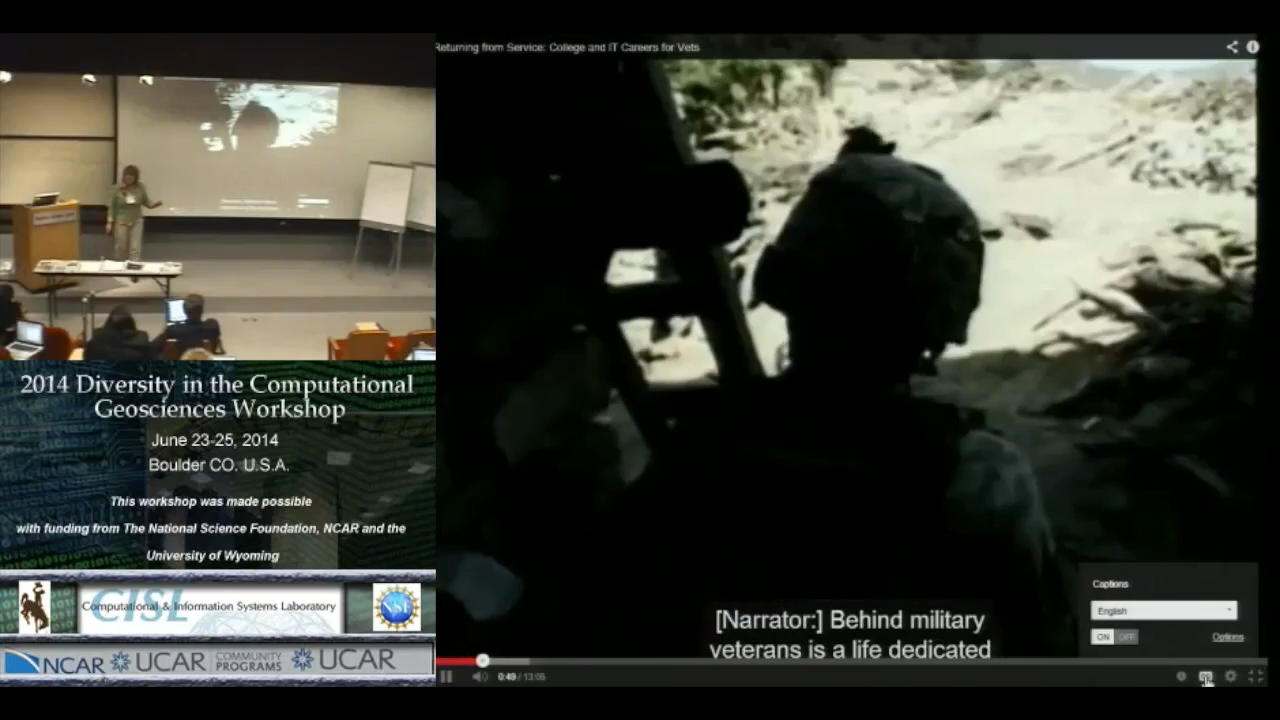 Returning from Service: College and IT Careers for Vets
2014 Diversity in the Computational
Geosciences Workshop
June 23-25, 2014
Boulder CO. U.S.A.
This workshop was made possible
with funding from The National Science Foundation, NCAR and the
University of Wyoming
CISL
Computational & Information Systems Laboratory
NSF
NCAR
UCAR
COMMUNITY
PROGRAMS
UCAR
Captions
English
ON OFF
Options
[Narrator:] Behind military
veterans is a life dedicated
0:49 / 13:05